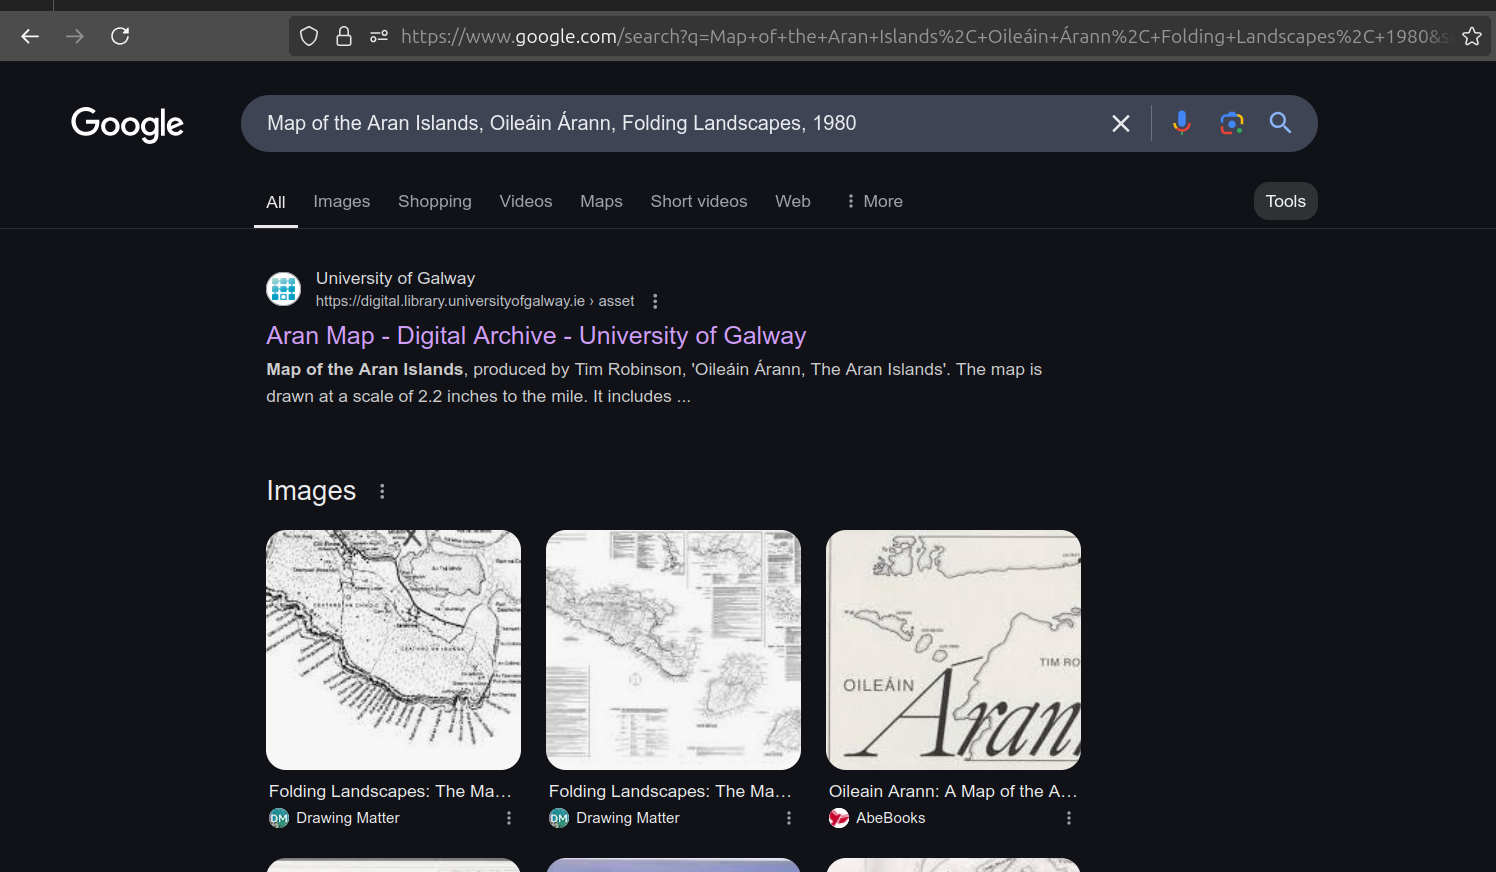 https://www.google.com/search?q=Map+of+the+Aran+Islands%2C+Oileáin+Árann%2C+Folding+Landscapes%2C+1980&s
Google
Map of the Aran Islands, Oileáin Árann, Folding Landscapes, 1980
All Images Shopping Videos Maps Short videos Web More Tools
University of Galway
https://digital.library.universityofgalway.ie › asset
Aran Map - Digital Archive - University of Galway
Map of the Aran Islands, produced by Tim Robinson, 'Oileáin Árann, The Aran Islands'. The map is
drawn at a scale of 2.2 inches to the mile. It includes ...
Images
TIM RO
OILEÁIN
Árann
Folding Landscapes: The Ma...
DM Drawing Matter
Folding Landscapes: The Ma...
DM Drawing Matter
Oileain Arann: A Map of the A...
AbeBooks